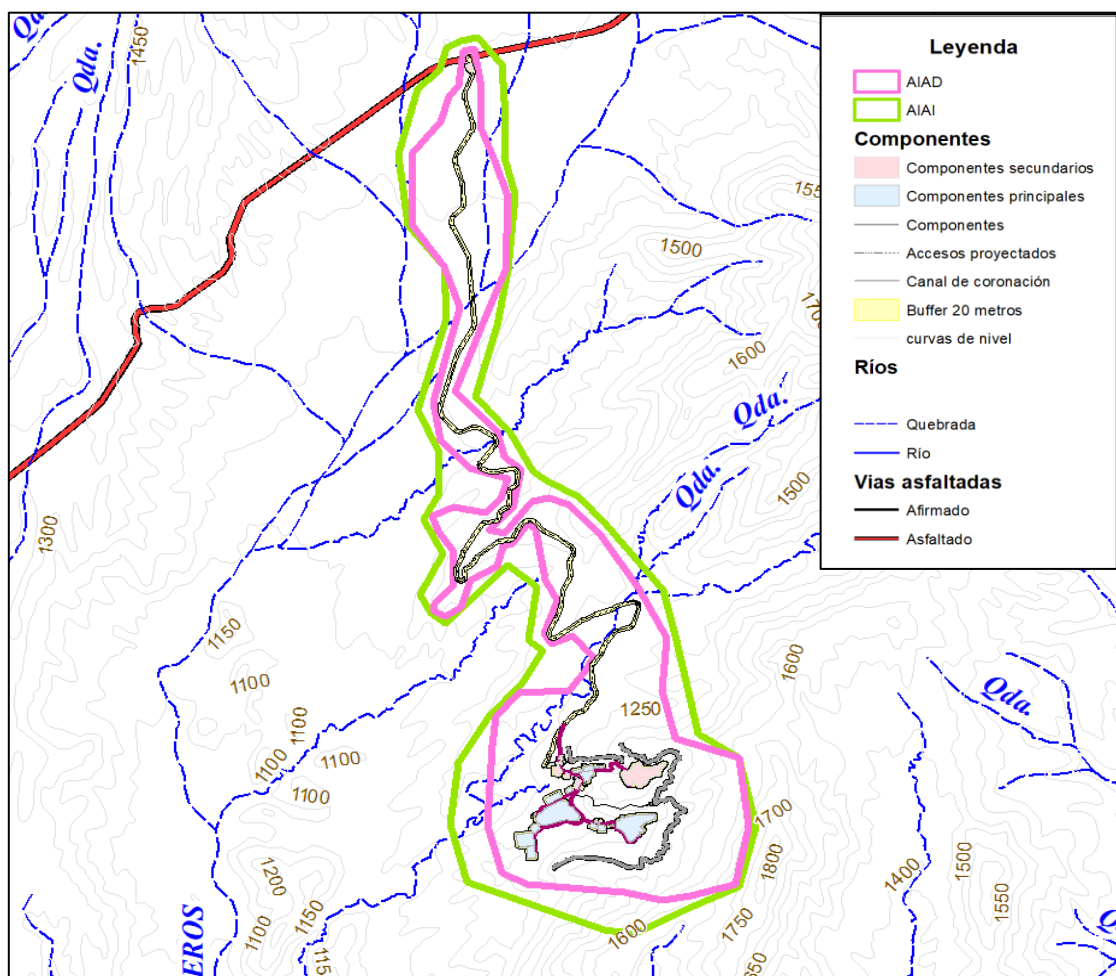 Leyenda
AIAD
AIAI
Componentes
Componentes secundarios
Componentes principales
Componentes
Accesos proyectados
Canal de coronación
Buffer 20 metros
curvas de nivel
Ríos
Quebrada
Río
Vias asfaltadas
Afirmado
Asfaltado
Qda.
Qda.
1450
1500
1600
Qda.
Qda.
1500
1300
1150
1100
1100
1100
1100
1100
1250
1600
Qda.
1700
1800
1400
1500
1550
1200
1150
1600
1750
EROS